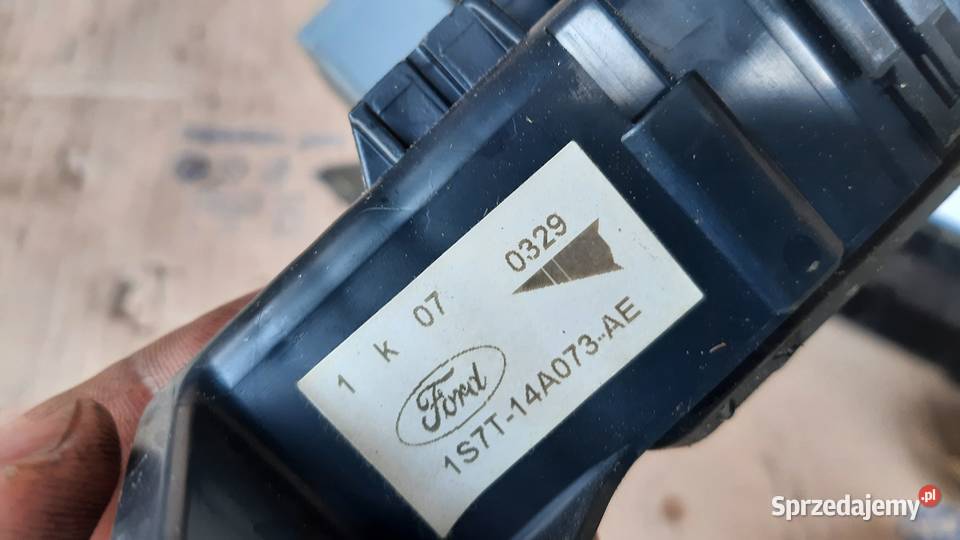 1 k 07 0329
Ford
1S7T-14A073-AE
Sprzedajemy.pl